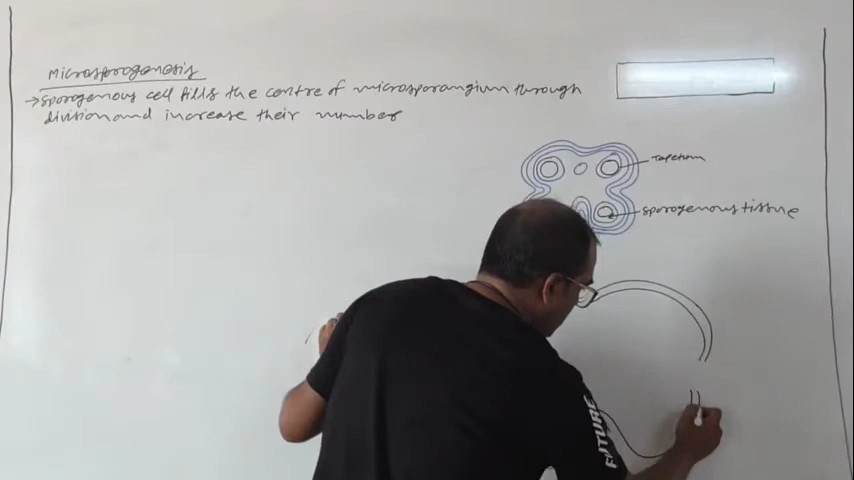 Microsporogenesis
→ Sporogenous cell fills the centre of microsporangium through
division and increase their number
Tapetum
sporogenous tissue
FUTURE